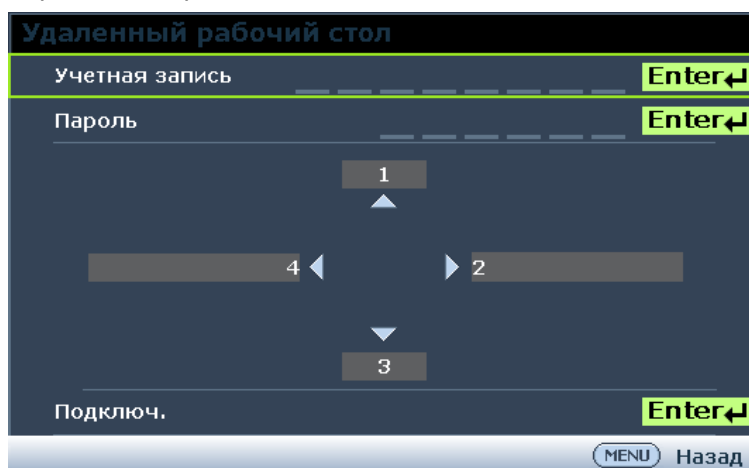 Удаленный рабочий стол
Учетная запись Enter↵
Пароль Enter↵
1
4 2
3
Подключ. Enter↵
MENU Назад